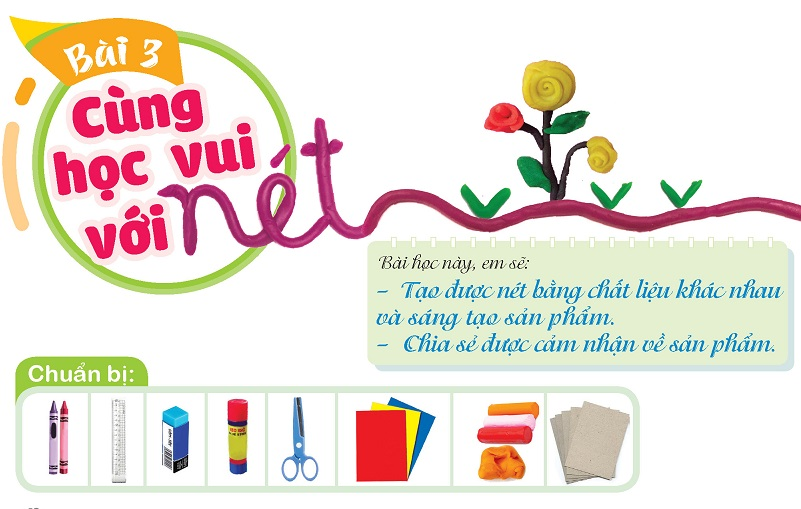 Bài 3
Cùng
học vui
với nét
Bài học này, em sẽ:
- Tạo được nét bằng chất liệu khác nhau
và sáng tạo sản phẩm.
- Chia sẻ được cảm nhận về sản phẩm.
Chuẩn bị: